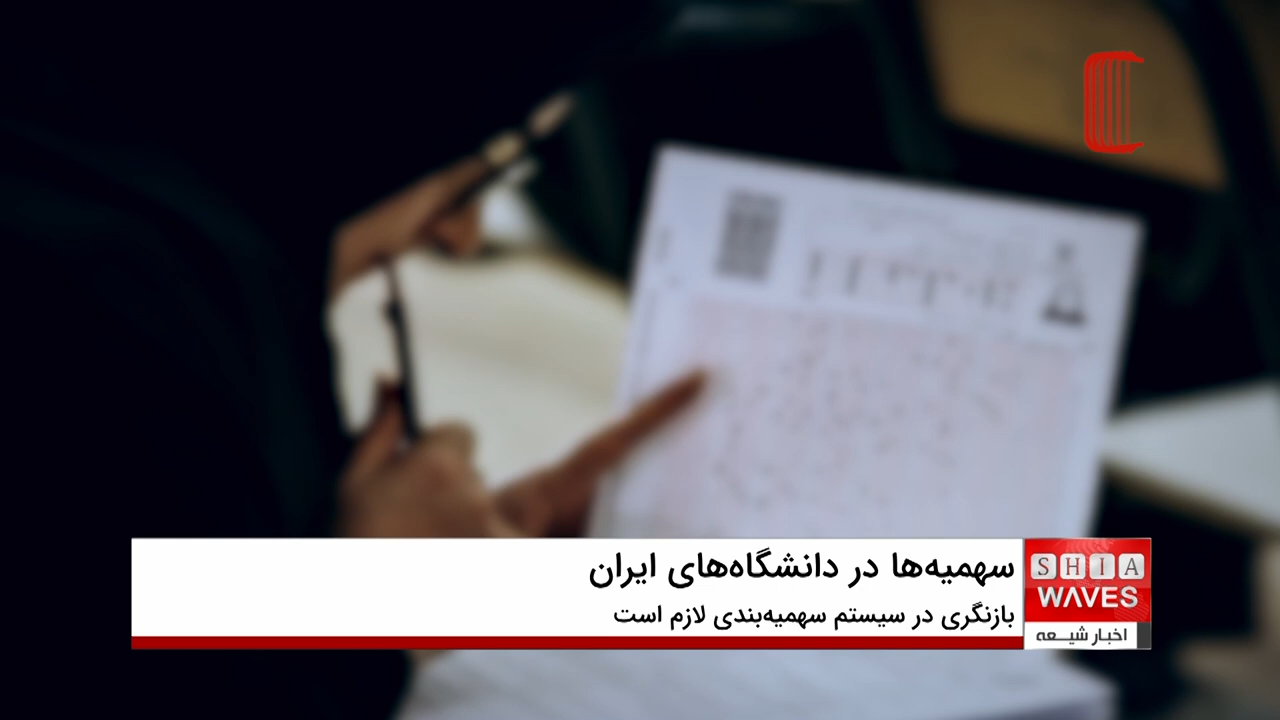 سهمیه‌ها در دانشگاه‌های ایران
بازنگری در سیستم سهمیه‌بندی لازم است
SHIA
WAVES
اخبار شیعه